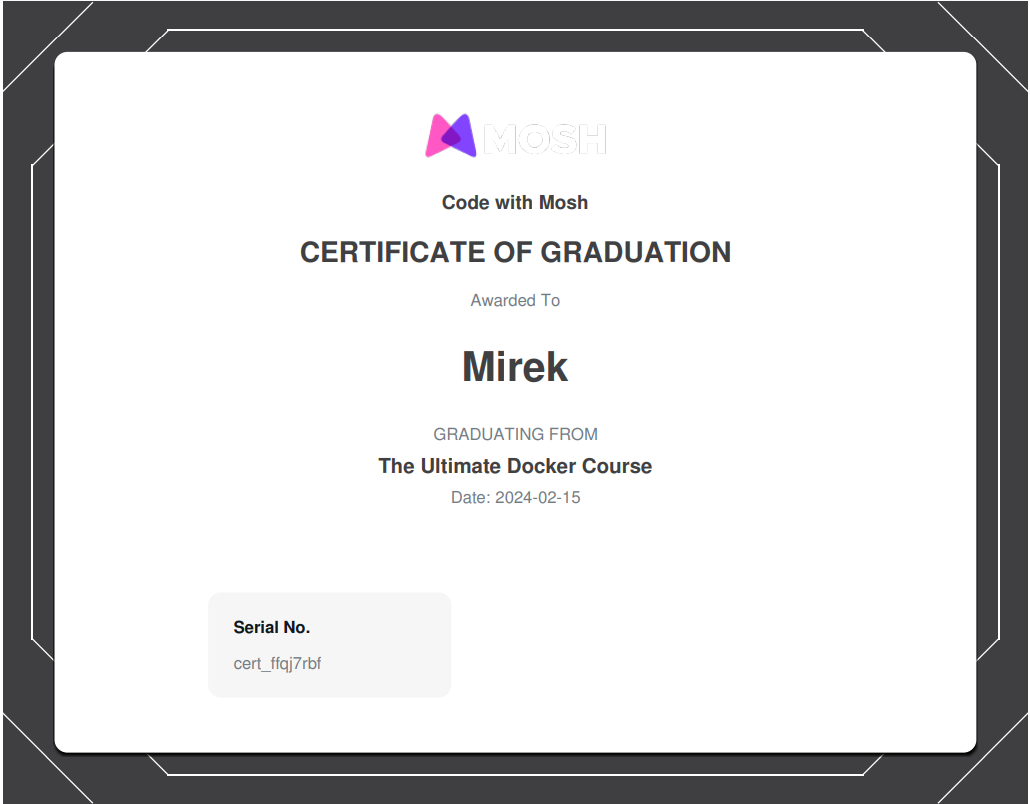 MOSH
Code with Mosh
CERTIFICATE OF GRADUATION
Awarded To
Mirek
GRADUATING FROM
The Ultimate Docker Course
Date: 2024-02-15
Serial No.
cert_ffqj7rbf